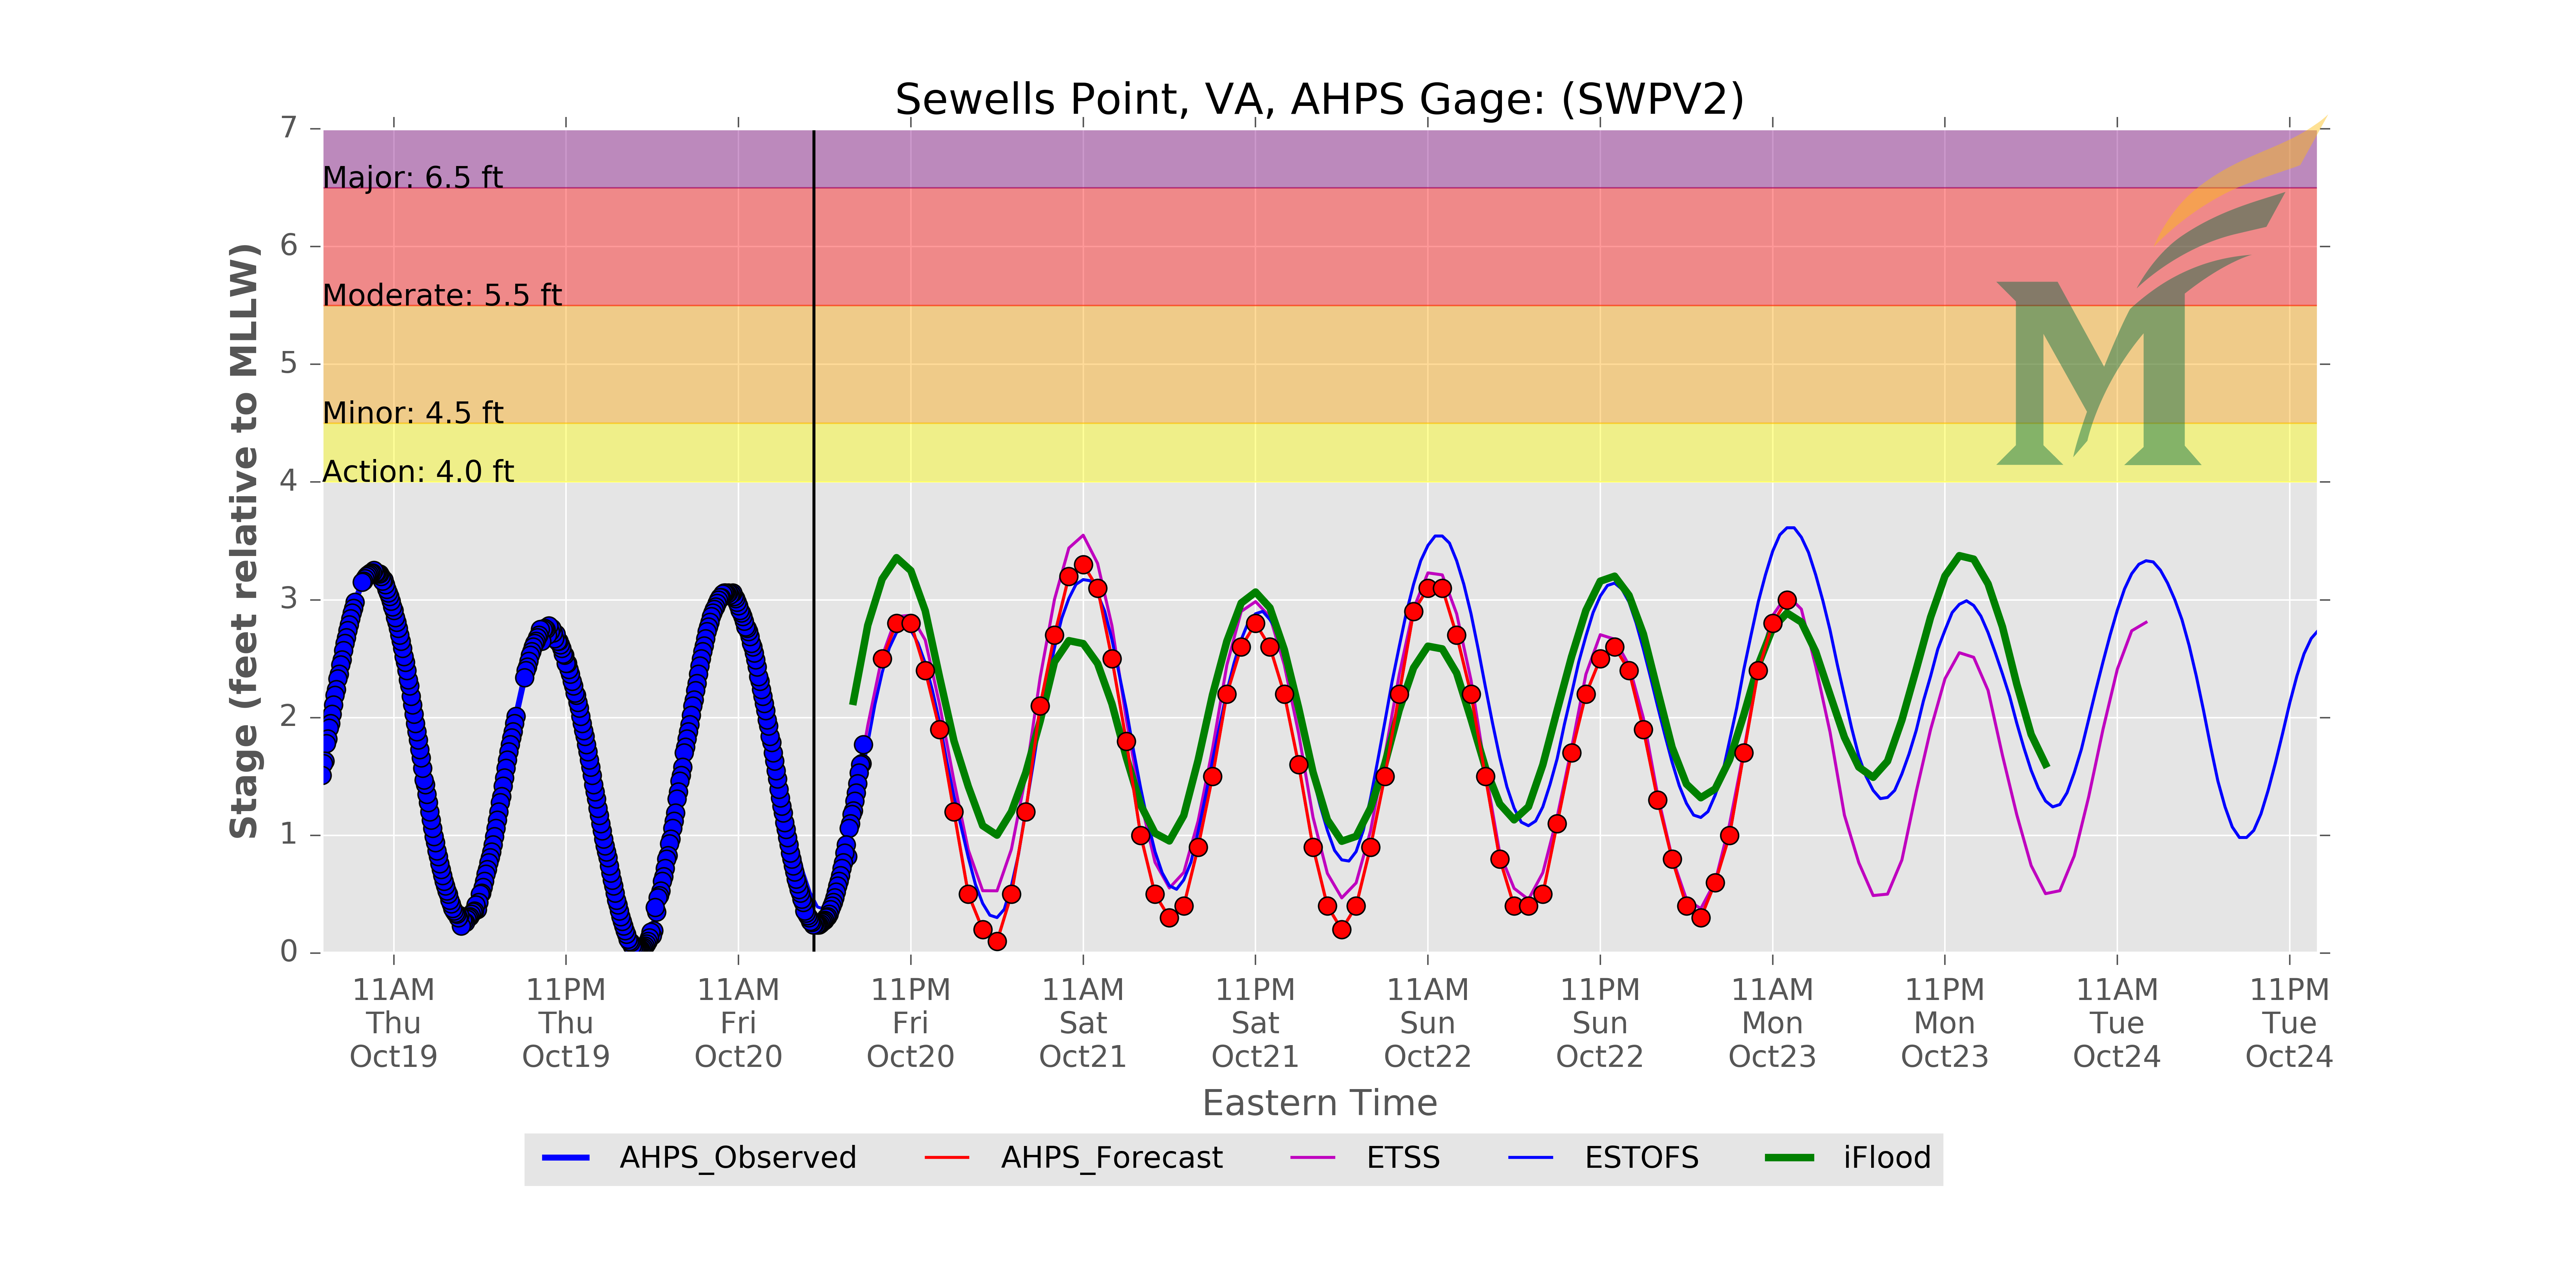 Sewells Point, VA, AHPS Gage: (SWPV2)
7
Major: 6.5 ft
6
Moderate: 5.5 ft
5
Minor: 4.5 ft
Action: 4.0 ft
4
3
2
1
0
Stage (feet relative to MLLW)
11AM 11PM 11AM 11PM 11AM 11PM 11AM 11PM 11AM 11PM 11AM 11PM
Thu Thu Fri Fri Sat Sat Sun Sun Mon Mon Tue Tue
Oct19 Oct19 Oct20 Oct20 Oct21 Oct21 Oct22 Oct22 Oct23 Oct23 Oct24 Oct24
Eastern Time
AHPS_Observed AHPS_Forecast ETSS ESTOFS iFlood